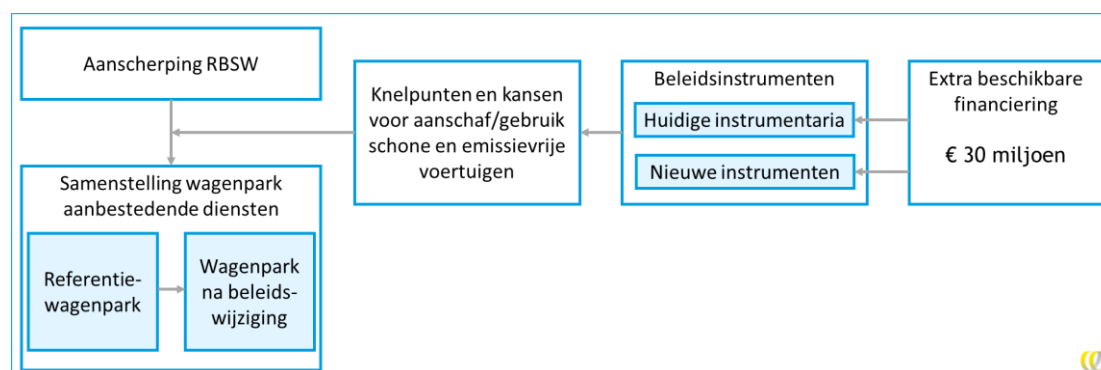 Aanscherping RBSW
Samenstelling wagenpark
aanbestedende diensten
Referentie-
wagenpark
Wagenpark
na beleids-
wijziging
Knelpunten en kansen
voor aanschaf/gebruik
schone en emissievrije
voertuigen
Beleidsinstrumenten
Huidige instrumentaria
Nieuwe instrumenten
Extra beschikbare
financiering
€ 30 miljoen